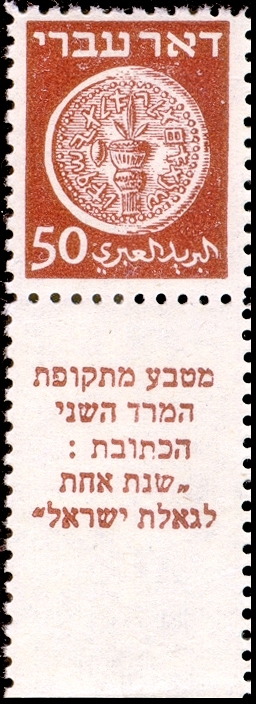 דאר עברי
50 البريد العبري
מטבע מתקופת
המרד השני
הכתובת :
„שנת אחת
לגאלת ישראל“